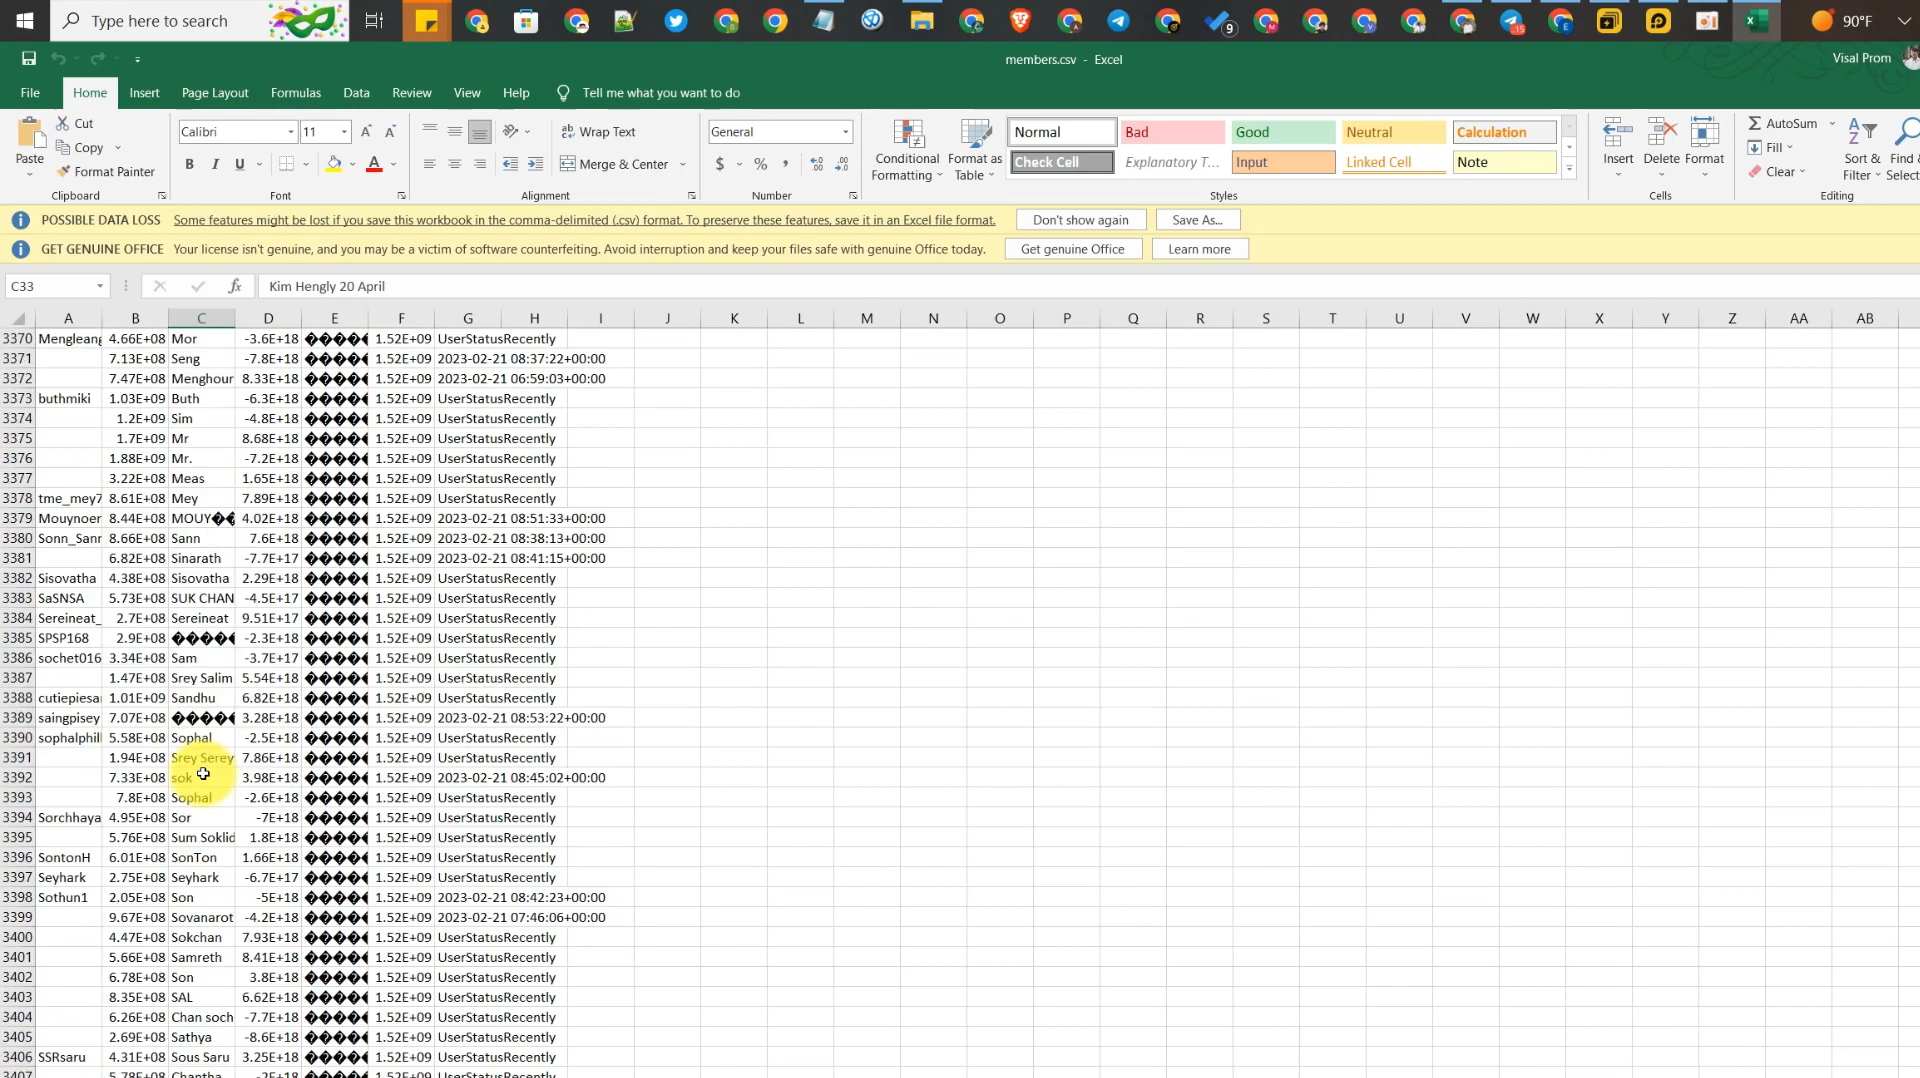 Type here to search
9
15
90°F
members.csv - Excel
Visal Prom
File Home Insert Page Layout Formulas Data Review View Help Tell me what you want to do
Paste
Cut
Copy
Format Painter
Calibri 11
B I U
Wrap Text
Merge & Center
General
$ % ,
Conditional Formatting
Format as Table
Normal Bad Good Neutral Calculation
Check Cell Explanatory T... Input Linked Cell Note
Insert Delete Format
AutoSum
Fill
Clear
Sort & Filter
Find & Select
Clipboard Font Alignment Number Styles Cells Editing
POSSIBLE DATA LOSS Some features might be lost if you save this workbook in the comma-delimited (.csv) format. To preserve these features, save it in an Excel file format. Don't show again Save As...
GET GENUINE OFFICE Your license isn't genuine, and you may be a victim of software counterfeiting. Avoid interruption and keep your files safe with genuine Office today. Get genuine Office Learn more
C33 fx Kim Hengly 20 April
A B C D E F G H I J K L M N O P Q R S T U V W X Y Z AA AB
3370 Mengleang 4.66E+08 Mor -3.6E+18 ����� 1.52E+09 UserStatusRecently
3371 7.13E+08 Seng -7.8E+18 ����� 1.52E+09 2023-02-21 08:37:22+00:00
3372 7.47E+08 Menghour 8.33E+18 ����� 1.52E+09 2023-02-21 06:59:03+00:00
3373 buthmiki 1.03E+09 Buth -6.3E+18 ����� 1.52E+09 UserStatusRecently
3374 1.2E+09 Sim -4.8E+18 ����� 1.52E+09 UserStatusRecently
3375 1.7E+09 Mr 8.68E+18 ����� 1.52E+09 UserStatusRecently
3376 1.88E+09 Mr. -7.2E+18 ����� 1.52E+09 UserStatusRecently
3377 3.22E+08 Meas 1.65E+18 ����� 1.52E+09 UserStatusRecently
3378 tme_mey7 8.61E+08 Mey 7.89E+18 ����� 1.52E+09 UserStatusRecently
3379 Mouynoer 8.44E+08 MOUY�� 4.02E+18 ����� 1.52E+09 2023-02-21 08:51:33+00:00
3380 Sonn_Sann 8.66E+08 Sann 7.6E+18 ����� 1.52E+09 2023-02-21 08:38:13+00:00
3381 6.82E+08 Sinarath -7.7E+17 ����� 1.52E+09 2023-02-21 08:41:15+00:00
3382 Sisovatha 4.38E+08 Sisovatha 2.29E+18 ����� 1.52E+09 UserStatusRecently
3383 SaSNSA 5.73E+08 SUK CHAN -4.5E+17 ����� 1.52E+09 UserStatusRecently
3384 Sereineat_ 2.7E+08 Sereineat 9.51E+17 ����� 1.52E+09 UserStatusRecently
3385 SPSP168 2.9E+08 ����� -2.3E+18 ����� 1.52E+09 UserStatusRecently
3386 sochet016 3.34E+08 Sam -3.7E+17 ����� 1.52E+09 UserStatusRecently
3387 1.47E+08 Srey Salim 5.54E+18 ����� 1.52E+09 UserStatusRecently
3388 cutiepiesar 1.01E+09 Sandhu 6.82E+18 ����� 1.52E+09 UserStatusRecently
3389 saingpisey 7.07E+08 ����� 3.28E+18 ����� 1.52E+09 2023-02-21 08:53:22+00:00
3390 sophalphill 5.58E+08 Sophal -2.5E+18 ����� 1.52E+09 UserStatusRecently
3391 1.94E+08 Srey Serey 7.86E+18 ����� 1.52E+09 UserStatusRecently
3392 7.33E+08 sok 3.98E+18 ����� 1.52E+09 2023-02-21 08:45:02+00:00
3393 7.8E+08 Sophal -2.6E+18 ����� 1.52E+09 UserStatusRecently
3394 Sorchhaya 4.95E+08 Sor -7E+18 ����� 1.52E+09 UserStatusRecently
3395 5.76E+08 Sum Soklid 1.8E+18 ����� 1.52E+09 UserStatusRecently
3396 SontonH 6.01E+08 SonTon 1.66E+18 ����� 1.52E+09 UserStatusRecently
3397 Seyhark 2.75E+08 Seyhark -6.7E+17 ����� 1.52E+09 UserStatusRecently
3398 Sothun1 2.05E+08 Son -5E+18 ����� 1.52E+09 2023-02-21 08:42:23+00:00
3399 9.67E+08 Sovanarot -4.2E+18 ����� 1.52E+09 2023-02-21 07:46:06+00:00
3400 4.47E+08 Sokchan 7.93E+18 ����� 1.52E+09 UserStatusRecently
3401 5.66E+08 Samreth 8.41E+18 ����� 1.52E+09 UserStatusRecently
3402 6.78E+08 Son 3.8E+18 ����� 1.52E+09 UserStatusRecently
3403 8.35E+08 SAL 6.62E+18 ����� 1.52E+09 UserStatusRecently
3404 6.26E+08 Chan soch -7.7E+18 ����� 1.52E+09 UserStatusRecently
3405 2.69E+08 Sathya -8.6E+18 ����� 1.52E+09 UserStatusRecently
3406 SSRsaru 4.31E+08 Sous Saru 3.25E+18 ����� 1.52E+09 UserStatusRecently
3407 5.78E+08 Chantha -2E+18 ����� 1.52E+09 UserStatusRecently